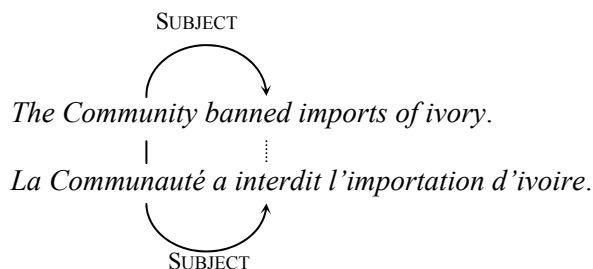 SUBJECT
The Community banned imports of ivory.
La Communauté a interdit l’importation d’ivoire.
SUBJECT